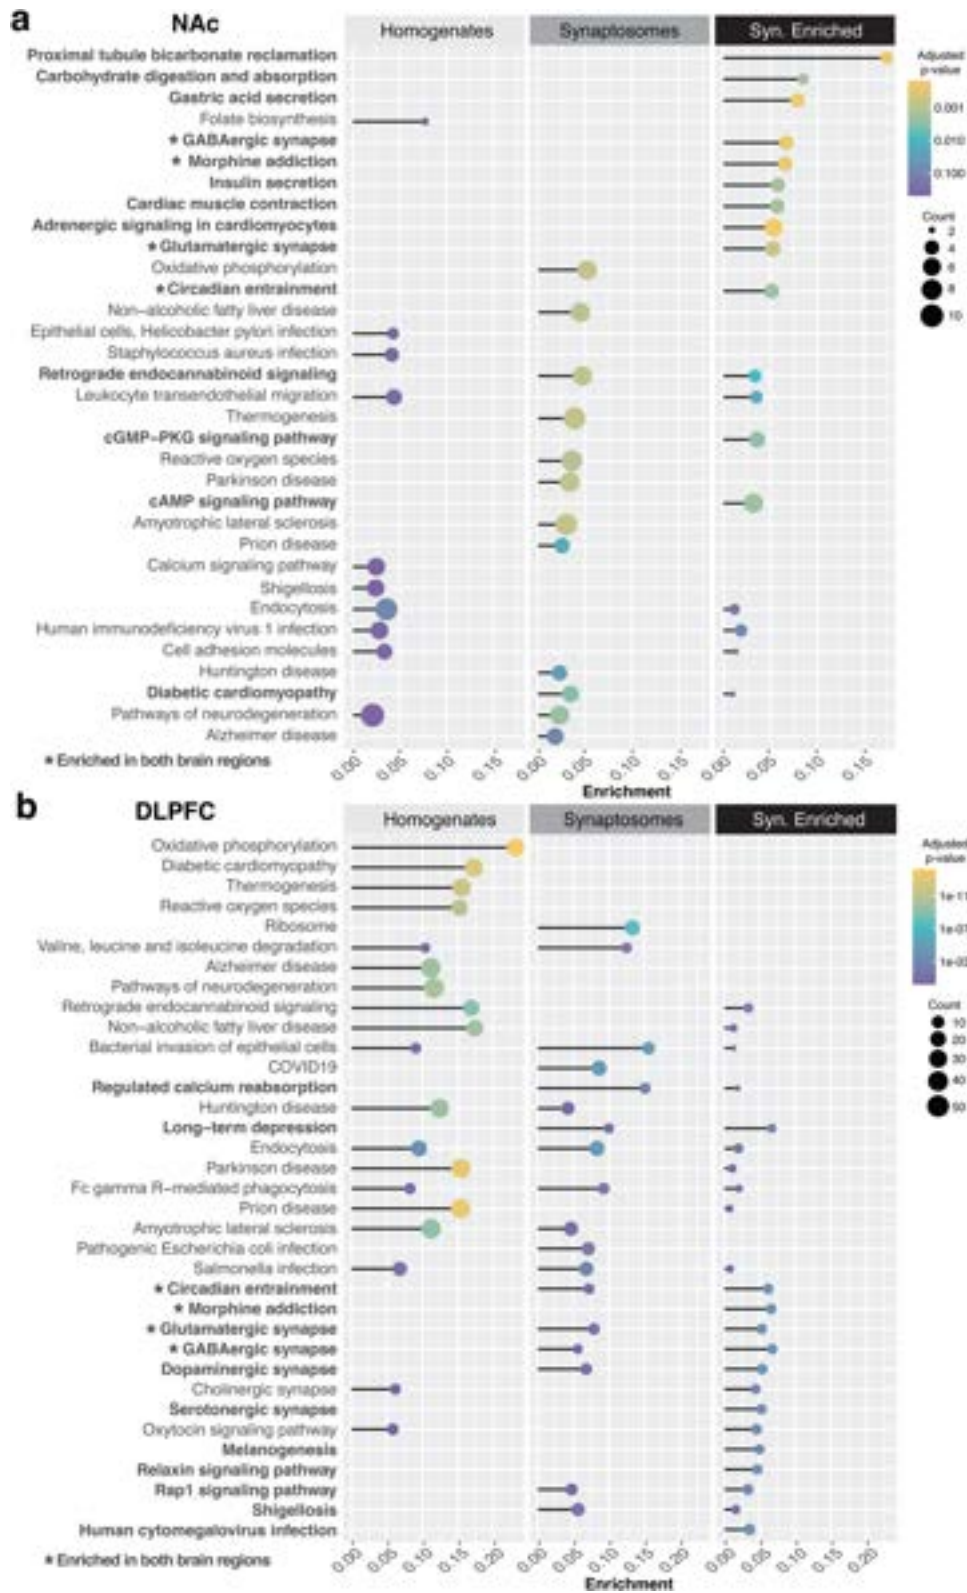 a
NAc
Homogenates
Synaptosomes
Syn. Enriched
Proximal tubule bicarbonate reclamation
Carbohydrate digestion and absorption
Gastric acid secretion
Folate biosynthesis
* GABAergic synapse
* Morphine addiction
Insulin secretion
Cardiac muscle contraction
Adrenergic signaling in cardiomyocytes
* Glutamatergic synapse
Oxidative phosphorylation
* Circadian entrainment
Non-alcoholic fatty liver disease
Epithelial cells, Helicobacter pylori infection
Staphylococcus aureus infection
Retrograde endocannabinoid signaling
Leukocyte transendothelial migration
Thermogenesis
cGMP-PKG signaling pathway
Reactive oxygen species
Parkinson disease
cAMP signaling pathway
Amyotrophic lateral sclerosis
Prion disease
Calcium signaling pathway
Shigellosis
Endocytosis
Human immunodeficiency virus 1 infection
Cell adhesion molecules
Huntington disease
Diabetic cardiomyopathy
Pathways of neurodegeneration
Alzheimer disease
* Enriched in both brain regions
0.00 0.05 0.10 0.15
0.00 0.05 0.10 0.15
0.00 0.05 0.10 0.15
Enrichment
Adjusted
p-value
0.001
0.010
0.100
Count
2
4
6
8
10
b
DLPFC
Homogenates
Synaptosomes
Syn. Enriched
Oxidative phosphorylation
Diabetic cardiomyopathy
Thermogenesis
Reactive oxygen species
Ribosome
Valine, leucine and isoleucine degradation
Alzheimer disease
Pathways of neurodegeneration
Retrograde endocannabinoid signaling
Non-alcoholic fatty liver disease
Bacterial invasion of epithelial cells
COVID19
Regulated calcium reabsorption
Huntington disease
Long-term depression
Endocytosis
Parkinson disease
Fc gamma R-mediated phagocytosis
Prion disease
Amyotrophic lateral sclerosis
Pathogenic Escherichia coli infection
Salmonella infection
* Circadian entrainment
* Morphine addiction
* Glutamatergic synapse
* GABAergic synapse
Dopaminergic synapse
Cholinergic synapse
Serotonergic synapse
Oxytocin signaling pathway
Melanogenesis
Relaxin signaling pathway
Rap1 signaling pathway
Shigellosis
Human cytomegalovirus infection
* Enriched in both brain regions
0.00 0.05 0.10 0.15 0.20
0.00 0.05 0.10 0.15 0.20
0.00 0.05 0.10 0.15 0.20
Enrichment
Adjusted
p-value
1e-11
1e-07
1e-03
Count
10
20
30
40
50